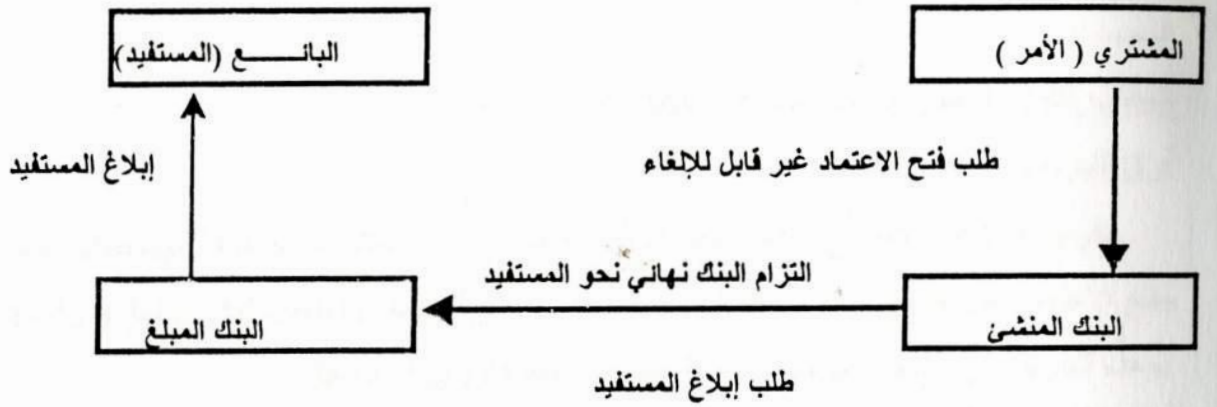 المشتري ( الأمر )
البائـــــــع (المستفيد)
طلب فتح الاعتماد غير قابل للإلغاء
إبلاغ المستفيد
التزام البنك نهائي نحو المستفيد
البنك المنشئ
البنك المبلغ
طلب إبلاغ المستفيد